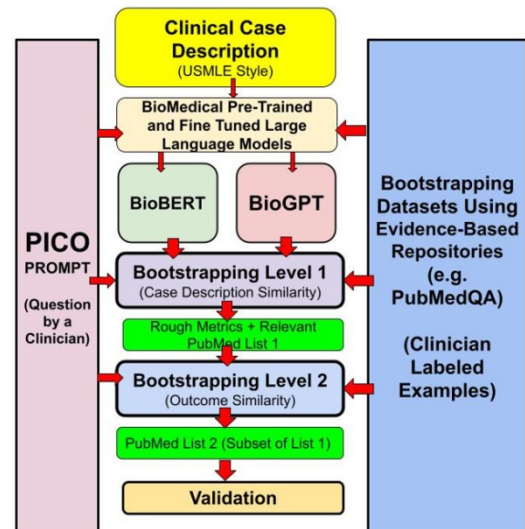 Clinical Case
Description
(USMLE Style)
BioMedical Pre-Trained
and Fine Tuned Large
Language Models
BioBERT
BioGPT
PICO
PROMPT
(Question
by a
Clinician)
Bootstrapping Level 1
(Case Description Similarity)
Rough Metrics + Relevant
PubMed List 1
Bootstrapping Level 2
(Outcome Similarity)
PubMed List 2 (Subset of List 1)
Validation
Bootstrapping
Datasets Using
Evidence-Based
Repositories
(e.g.
PubMedQA)
(Clinician
Labeled
Examples)